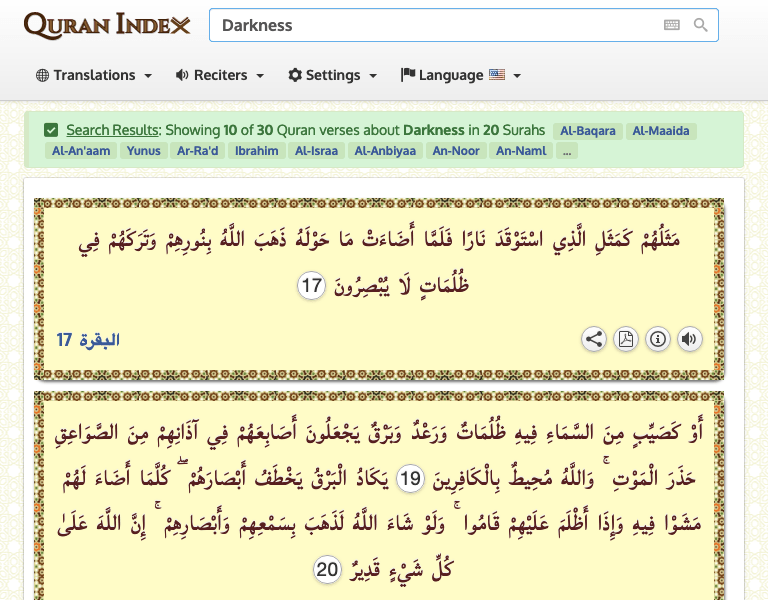 QURAN INDEX
Darkness
Translations Reciters Settings Language
Search Results: Showing 10 of 30 Quran verses about Darkness in 20 Surahs Al-Baqara Al-Maaida
Al-An'aam Yunus Ar-Ra'd Ibrahim Al-Israa Al-Anbiyaa An-Noor An-Naml ...
مَثَلُهُمْ كَمَثَلِ الَّذِي اسْتَوْقَدَ نَارًا فَلَمَّا أَضَاءَتْ مَا حَوْلَهُ ذَهَبَ اللَّهُ بِنُورِهِمْ وَتَرَكَهُمْ فِي
ظُلُمَاتٍ لَا يُبْصِرُونَ 17
البقرة 17
أَوْ كَصَيِّبٍ مِنَ السَّمَاءِ فِيهِ ظُلُمَاتٌ وَرَعْدٌ وَبَرْقٌ يَجْعَلُونَ أَصَابِعَهُمْ فِي آذَانِهِمْ مِنَ الصَّوَاعِقِ
حَذَرَ الْمَوْتِ ۚ وَاللَّهُ مُحِيطٌ بِالْكَافِرِينَ 19 يَكَادُ الْبَرْقُ يَخْطَفُ أَبْصَارَهُمْ ۖ كُلَّمَا أَضَاءَ لَهُمْ
مَشَوْا فِيهِ وَإِذَا أَظْلَمَ عَلَيْهِمْ قَامُوا ۚ وَلَوْ شَاءَ اللَّهُ لَذَهَبَ بِسَمْعِهِمْ وَأَبْصَارِهِمْ ۚ إِنَّ اللَّهَ عَلَىٰ
كُلِّ شَيْءٍ قَدِيرٌ 20